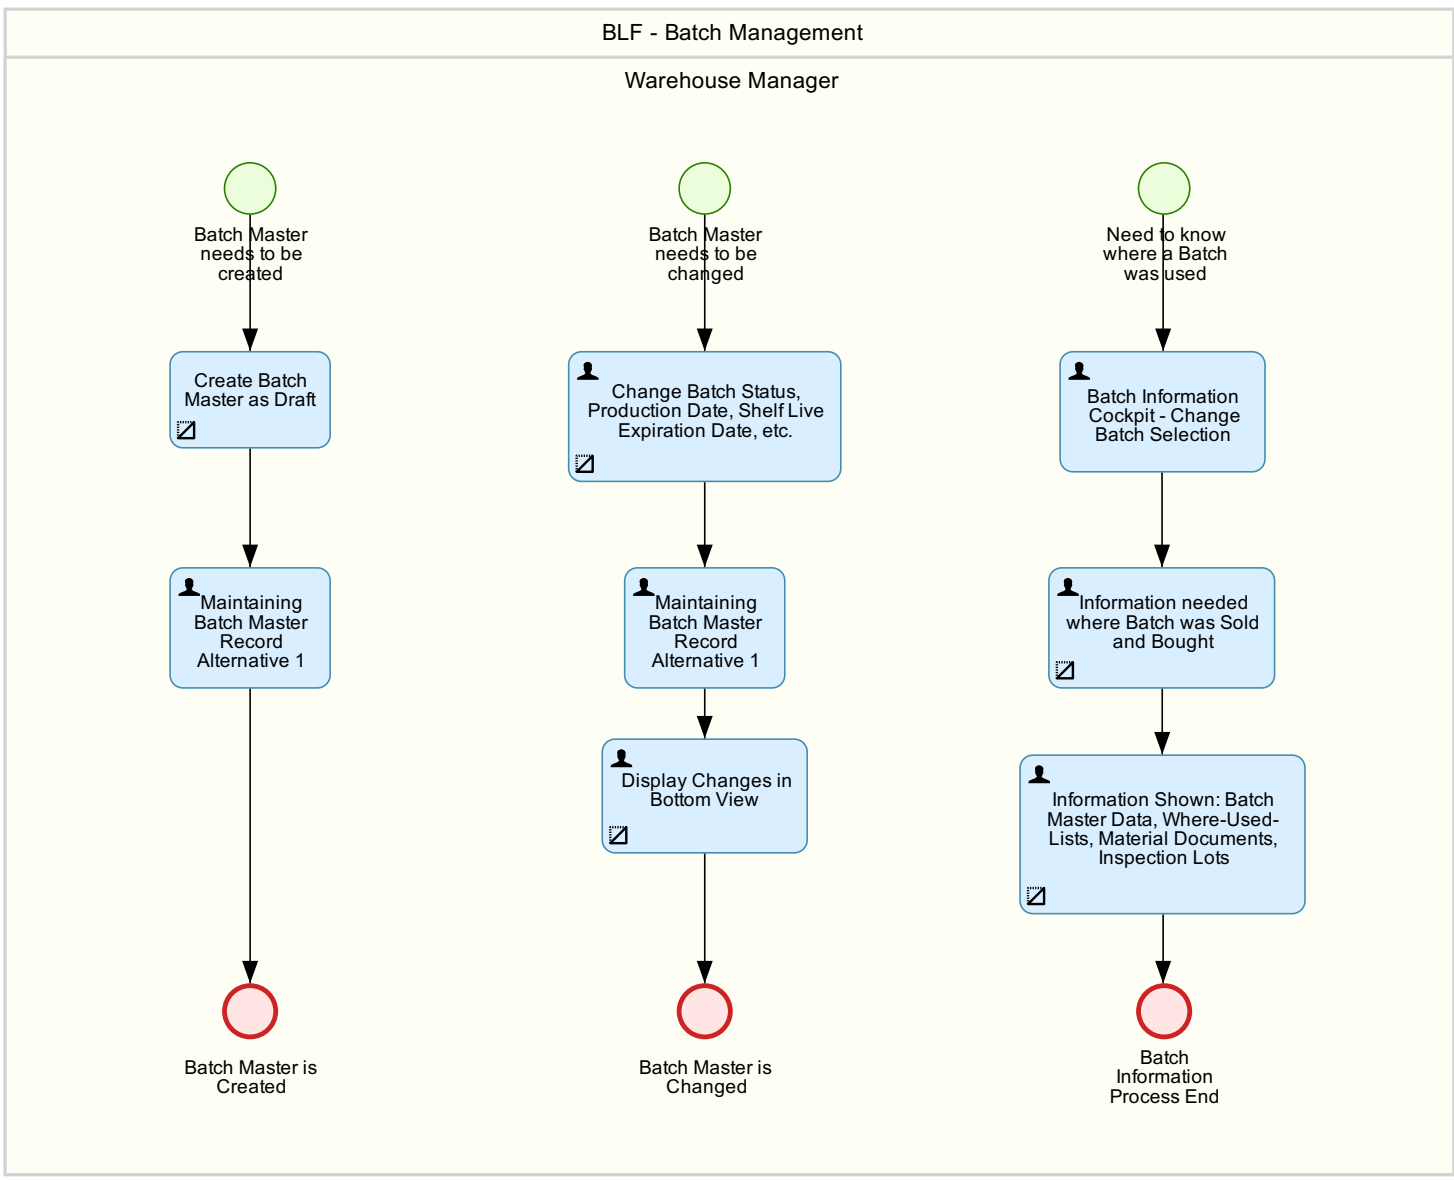 BLF - Batch Management
Warehouse Manager
Batch Master
needs to be
created
Batch Master
needs to be
changed
Need to know
where a Batch
was used
Create Batch
Master as Draft
Change Batch Status,
Production Date, Shelf Live
Expiration Date, etc.
Batch Information
Cockpit - Change
Batch Selection
Maintaining
Batch Master
Record
Alternative 1
Maintaining
Batch Master
Record
Alternative 1
Information needed
where Batch was Sold
and Bought
Display Changes in
Bottom View
Information Shown: Batch
Master Data, Where-Used-
Lists, Material Documents,
Inspection Lots
Batch Master is
Created
Batch Master is
Changed
Batch
Information
Process End